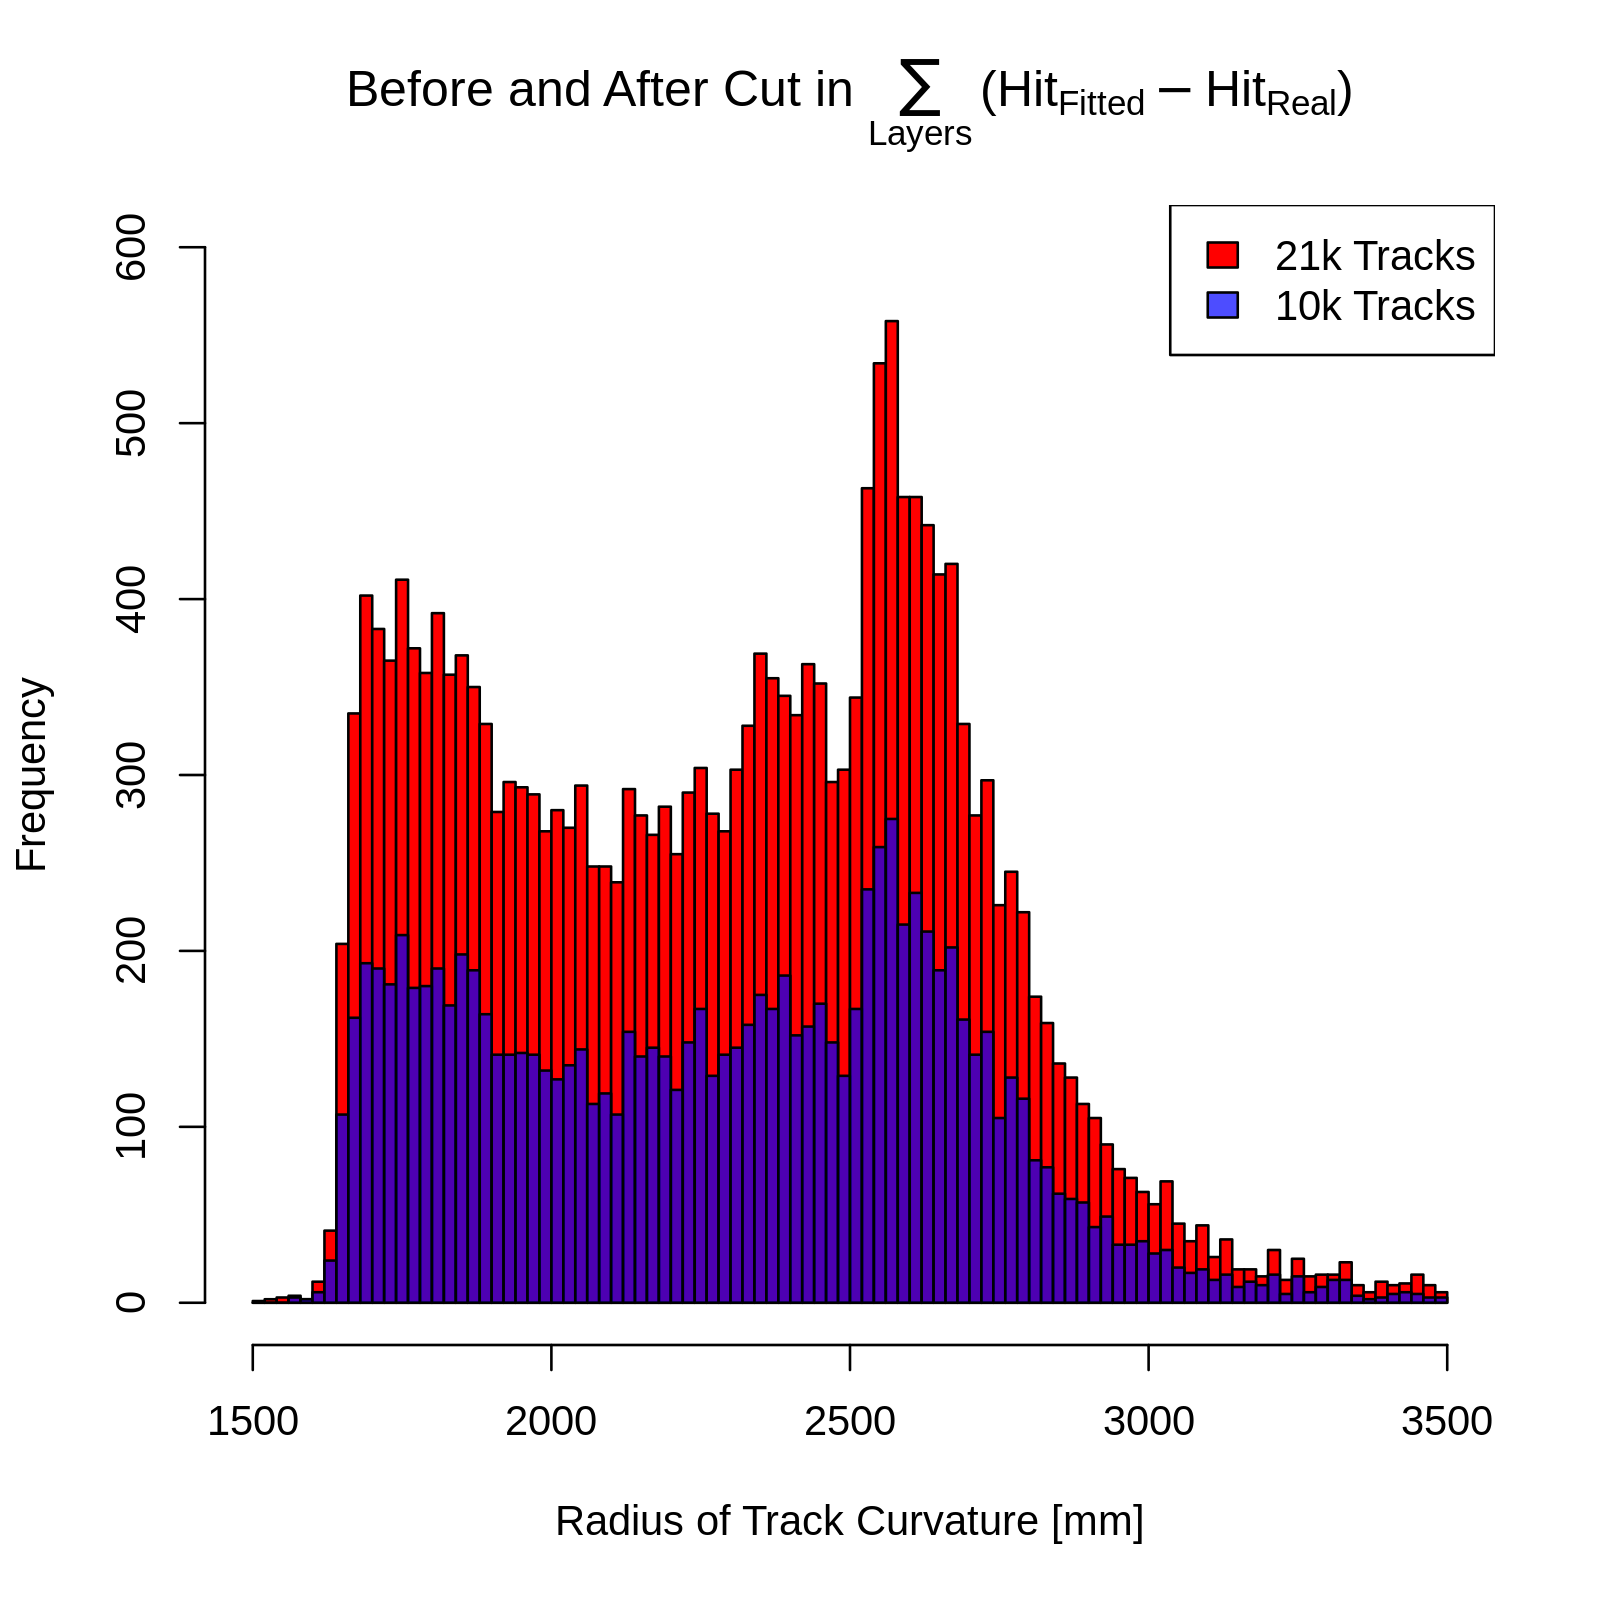 Before and After Cut in ∑ (Hit_Fitted − Hit_Real)
Layers
21k Tracks
10k Tracks
Frequency
600
500
400
300
200
100
0
1500 2000 2500 3000 3500
Radius of Track Curvature [mm]